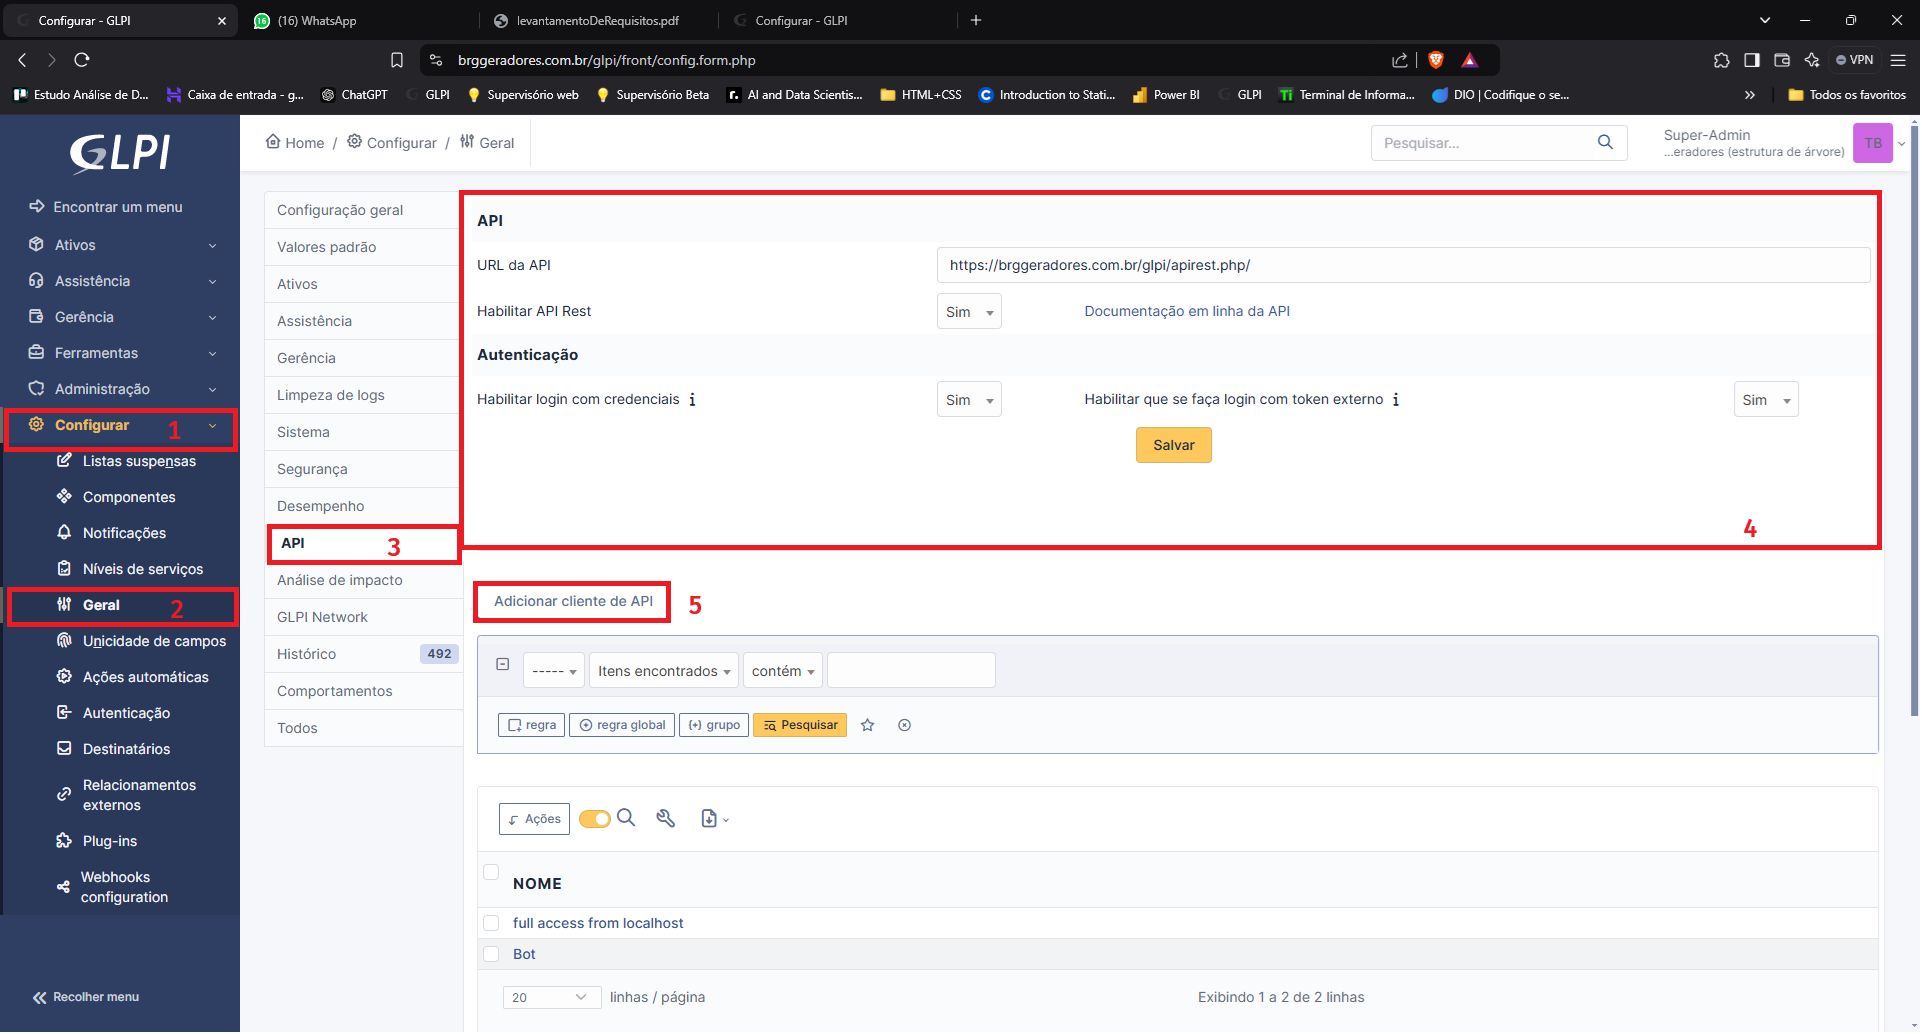 Configurar - GLPI
(16) WhatsApp
levantamentoDeRequisitos.pdf
Configurar - GLPI
brggeradores.com.br/glpi/front/config.form.php
VPN
Estudo Análise de D...
Caixa de entrada - g...
ChatGPT
GLPI
Supervisório web
Supervisório Beta
AI and Data Scientis...
HTML+CSS
Introduction to Stati...
Power BI
GLPI
Terminal de Informa...
DIO | Codifique o se...
Todos os favoritos
GLPI
Encontrar um menu
Ativos
Assistência
Gerência
Ferramentas
Administração
Configurar 1
Listas suspensas
Componentes
Notificações
Níveis de serviços
Geral 2
Unicidade de campos
Ações automáticas
Autenticação
Destinatários
Relacionamentos
externos
Plug-ins
Webhooks
configuration
Recolher menu
Home / Configurar / Geral
Pesquisar...
Super-Admin
...eradores (estrutura de árvore)
TB
Configuração geral
Valores padrão
Ativos
Assistência
Gerência
Limpeza de logs
Sistema
Segurança
Desempenho
API 3
Análise de impacto
GLPI Network
Histórico 492
Comportamentos
Todos
API
URL da API https://brggeradores.com.br/glpi/apirest.php/
Habilitar API Rest Sim Documentação em linha da API
Autenticação
Habilitar login com credenciais i Sim Habilitar que se faça login com token externo i Sim
Salvar
4
Adicionar cliente de API 5
----- Itens encontrados contém
regra regra global (+) grupo Pesquisar
Ações
NOME
full access from localhost
Bot
20 linhas / página Exibindo 1 a 2 de 2 linhas